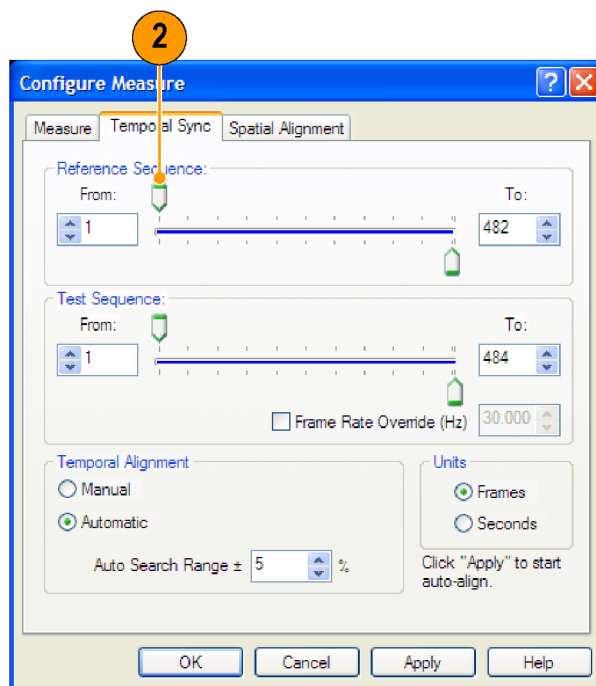 2
Configure Measure
Measure Temporal Sync Spatial Alignment
Reference Sequence:
From: To:
1 482
Test Sequence:
From: To:
1 484
Frame Rate Override (Hz) 30.000
Temporal Alignment
Manual
Automatic
Auto Search Range ± 5 %
Units
Frames
Seconds
Click "Apply" to start
auto-align.
OK Cancel Apply Help